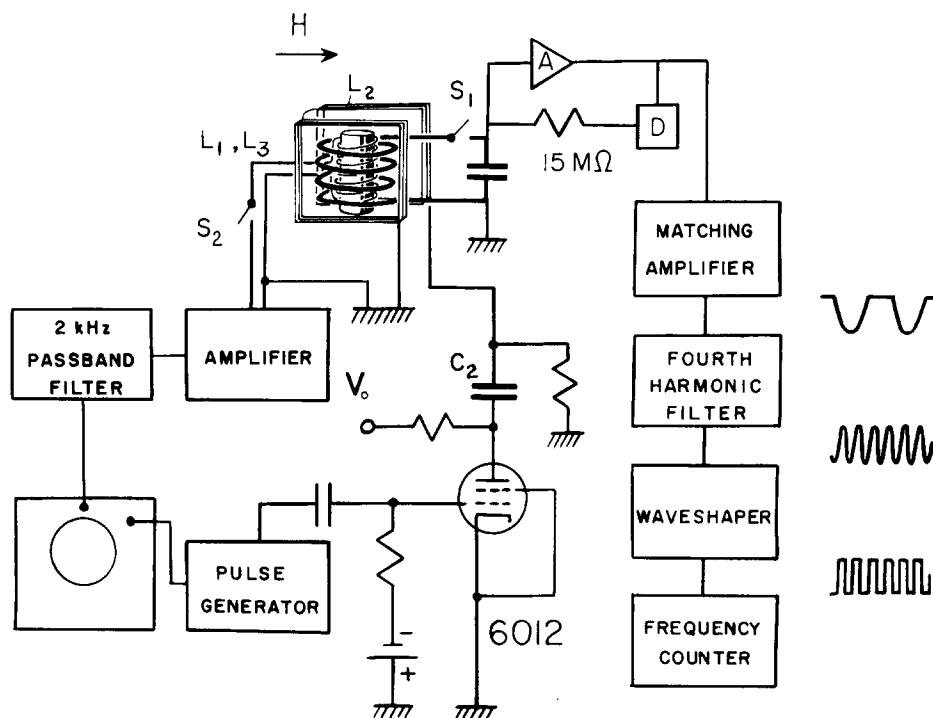 H
L₂
S₁
A
D
15 MΩ
L₁, L₃
S₂
MATCHING
AMPLIFIER
2 kHz
PASSBAND
FILTER
AMPLIFIER
C₂
V₀
FOURTH
HARMONIC
FILTER
WAVESHAPER
PULSE
GENERATOR
-
+
6012
FREQUENCY
COUNTER